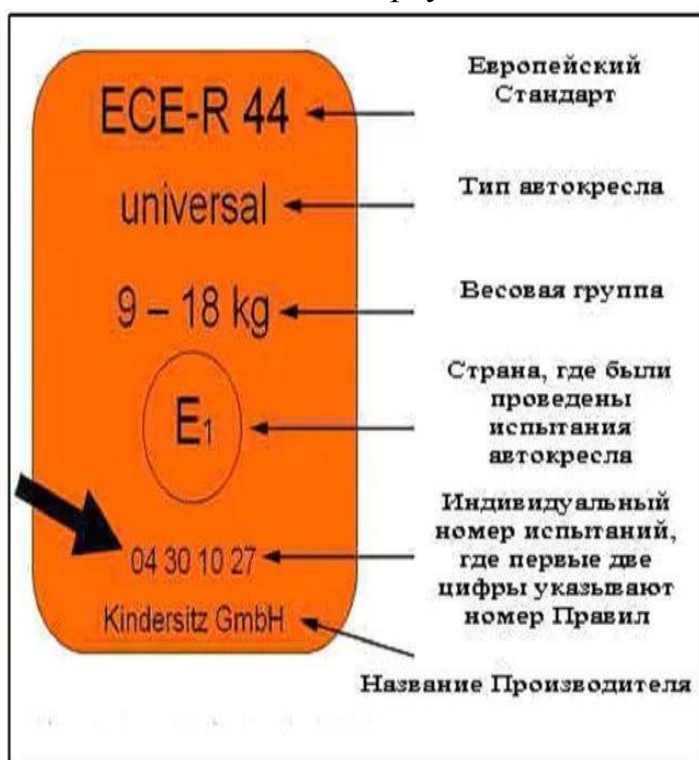 ECE-R 44
Европейский
Стандарт
universal
Тип автокресла
9 – 18 kg
Весовая группа
E1
Страна, где были
проведены
испытания
автокресла
04 30 10 27
Индивидуальный
номер испытаний,
где первые две
цифры указывают
номер Правил
Kindersitz GmbH
Название Производителя